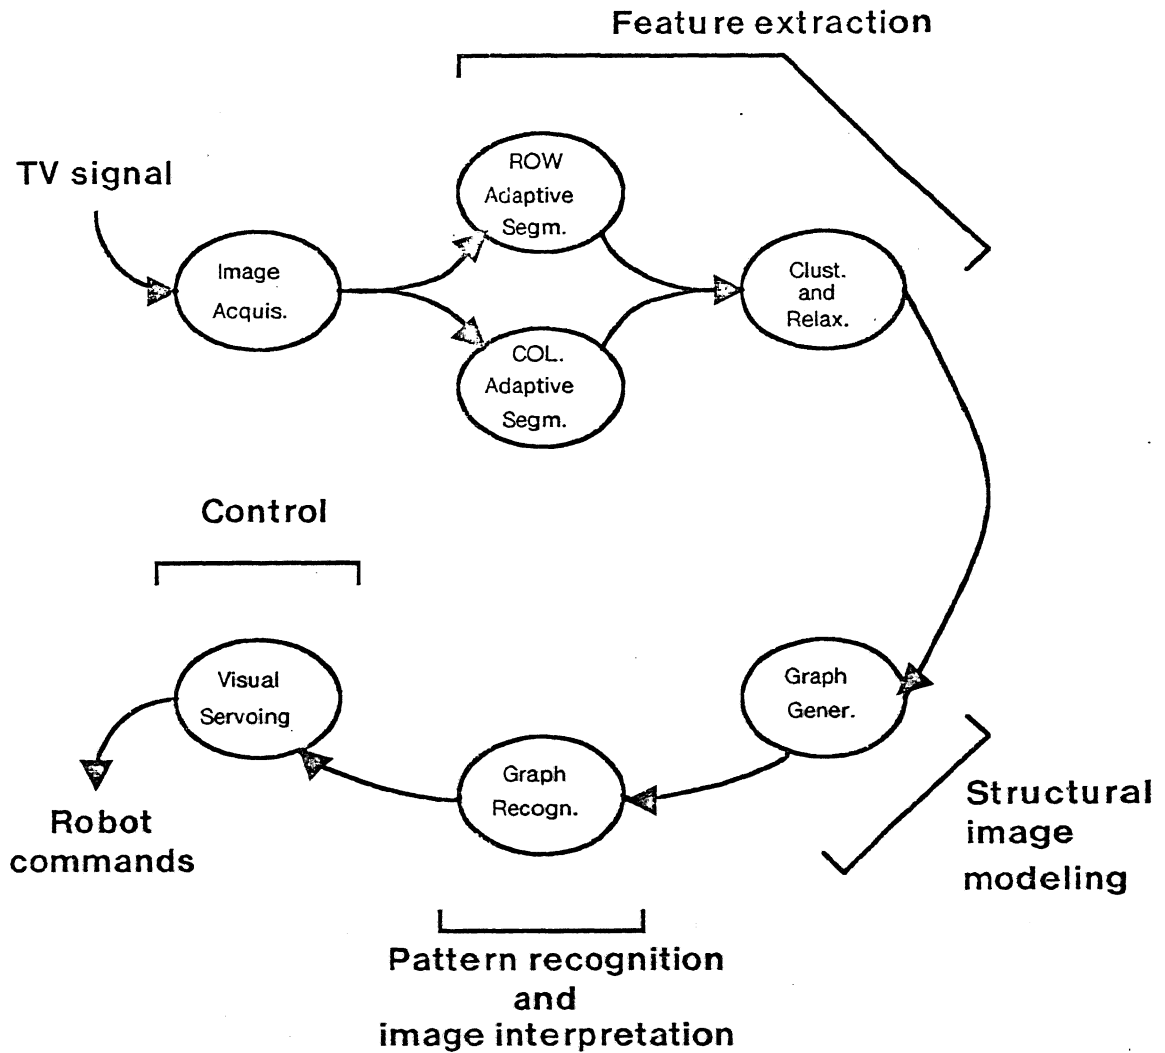 Feature extraction
TV signal
ROW
Adaptive
Segm.
Image
Acquis.
Clust.
and
Relax.
COL.
Adaptive
Segm.
Control
Visual
Servoing
Graph
Gener.
Graph
Recogn.
Structural
image
modeling
Robot
commands
Pattern recognition
and
image interpretation